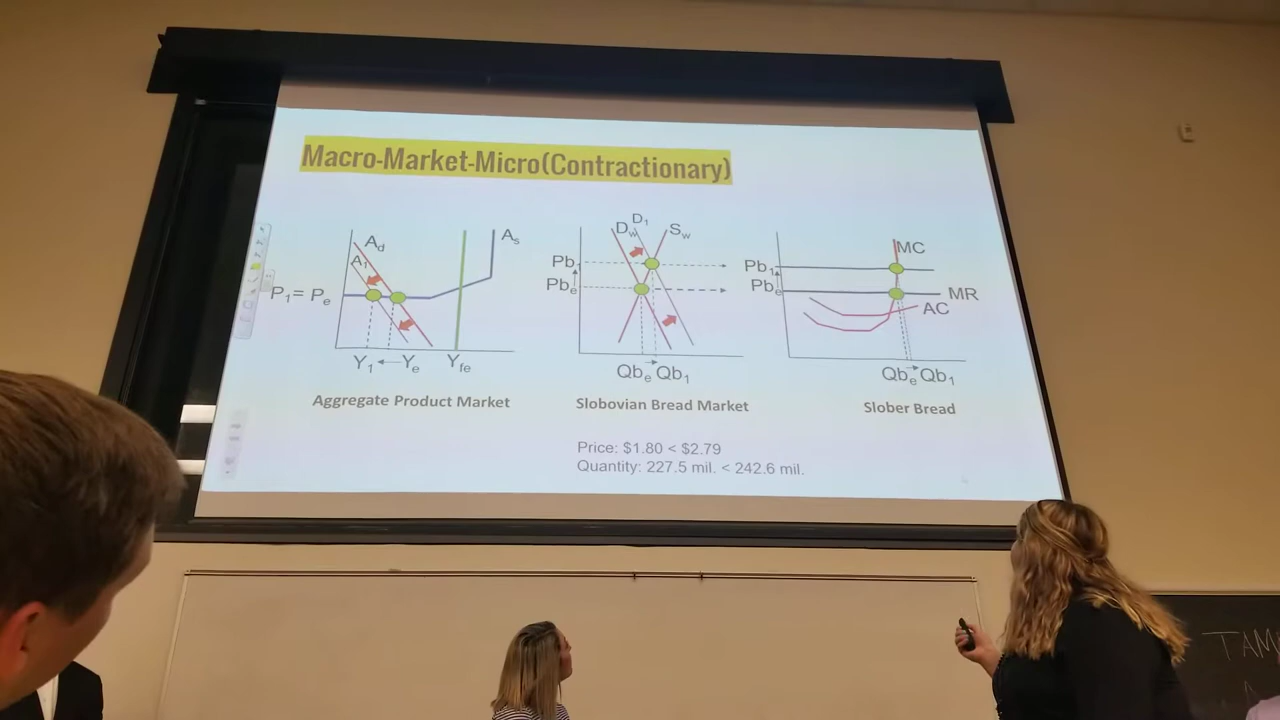 Macro-Market-Micro(Contractionary)
Ad
A1
As
P1= Pe
Y1
Ye
Yfe
Aggregate Product Market
D1
Dw
Sw
Pb1
Pbe
Qbe Qb1
Slobovian Bread Market
MC
Pb1
Pbe
MR
AC
Qbe Qb1
Slober Bread
Price: $1.80 < $2.79
Quantity: 227.5 mil. < 242.6 mil.